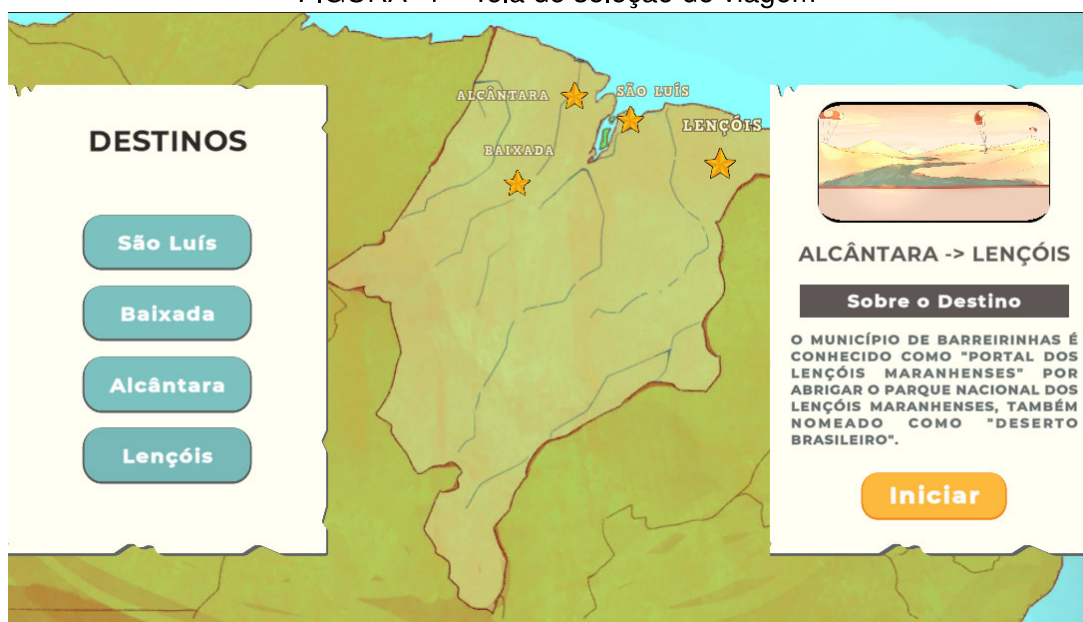 DESTINOS
São Luís
Baixada
Alcântara
Lençóis
ALCÂNTARA
SÃO LUÍS
LENÇÓIS
BAIXADA
ALCÂNTARA -> LENÇÓIS
Sobre o Destino
O MUNICÍPIO DE BARREIRINHAS É
CONHECIDO COMO "PORTAL DOS
LENÇÓIS MARANHENSES" POR
ABRIGAR O PARQUE NACIONAL DOS
LENÇÓIS MARANHENSES, TAMBÉM
NOMEADO COMO "DESERTO
BRASILEIRO".
Iniciar